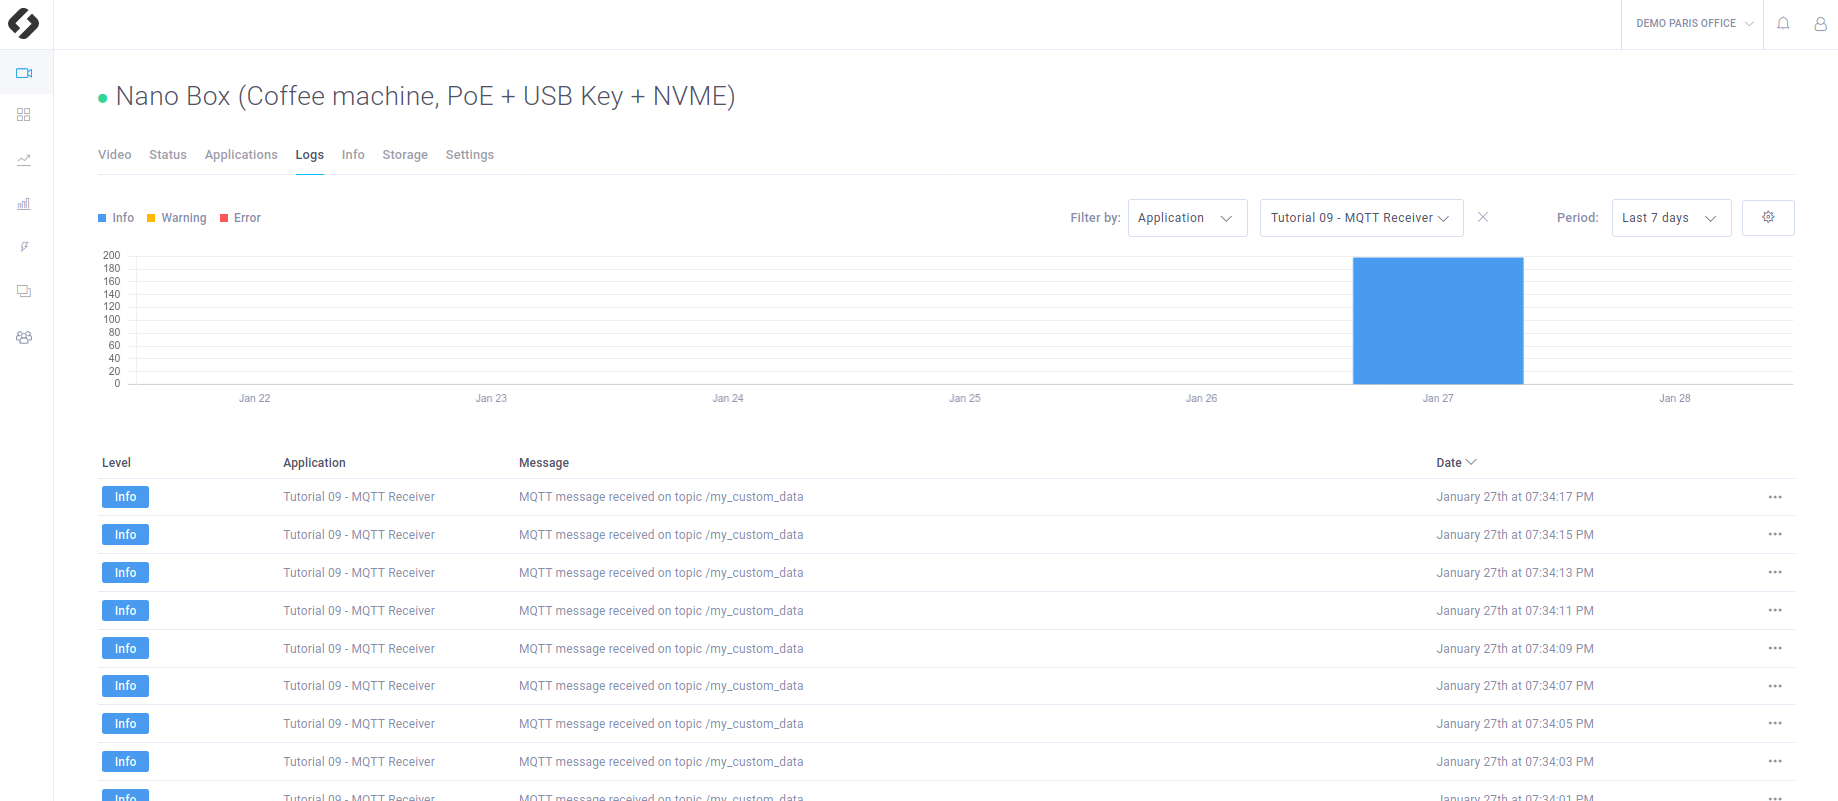 DEMO PARIS OFFICE
Nano Box (Coffee machine, PoE + USB Key + NVME)
Video Status Applications Logs Info Storage Settings
Info Warning Error Filter by: Application Tutorial 09 - MQTT Receiver Period: Last 7 days
200
180
160
140
120
100
80
60
40
20
0
Jan 22 Jan 23 Jan 24 Jan 25 Jan 26 Jan 27 Jan 28
Level Application Message Date
Info Tutorial 09 - MQTT Receiver MQTT message received on topic /my_custom_data January 27th at 07:34:17 PM
Info Tutorial 09 - MQTT Receiver MQTT message received on topic /my_custom_data January 27th at 07:34:15 PM
Info Tutorial 09 - MQTT Receiver MQTT message received on topic /my_custom_data January 27th at 07:34:13 PM
Info Tutorial 09 - MQTT Receiver MQTT message received on topic /my_custom_data January 27th at 07:34:11 PM
Info Tutorial 09 - MQTT Receiver MQTT message received on topic /my_custom_data January 27th at 07:34:09 PM
Info Tutorial 09 - MQTT Receiver MQTT message received on topic /my_custom_data January 27th at 07:34:07 PM
Info Tutorial 09 - MQTT Receiver MQTT message received on topic /my_custom_data January 27th at 07:34:05 PM
Info Tutorial 09 - MQTT Receiver MQTT message received on topic /my_custom_data January 27th at 07:34:03 PM
Info Tutorial 09 - MQTT Receiver MQTT message received on topic /my_custom_data January 27th at 07:34:01 PM